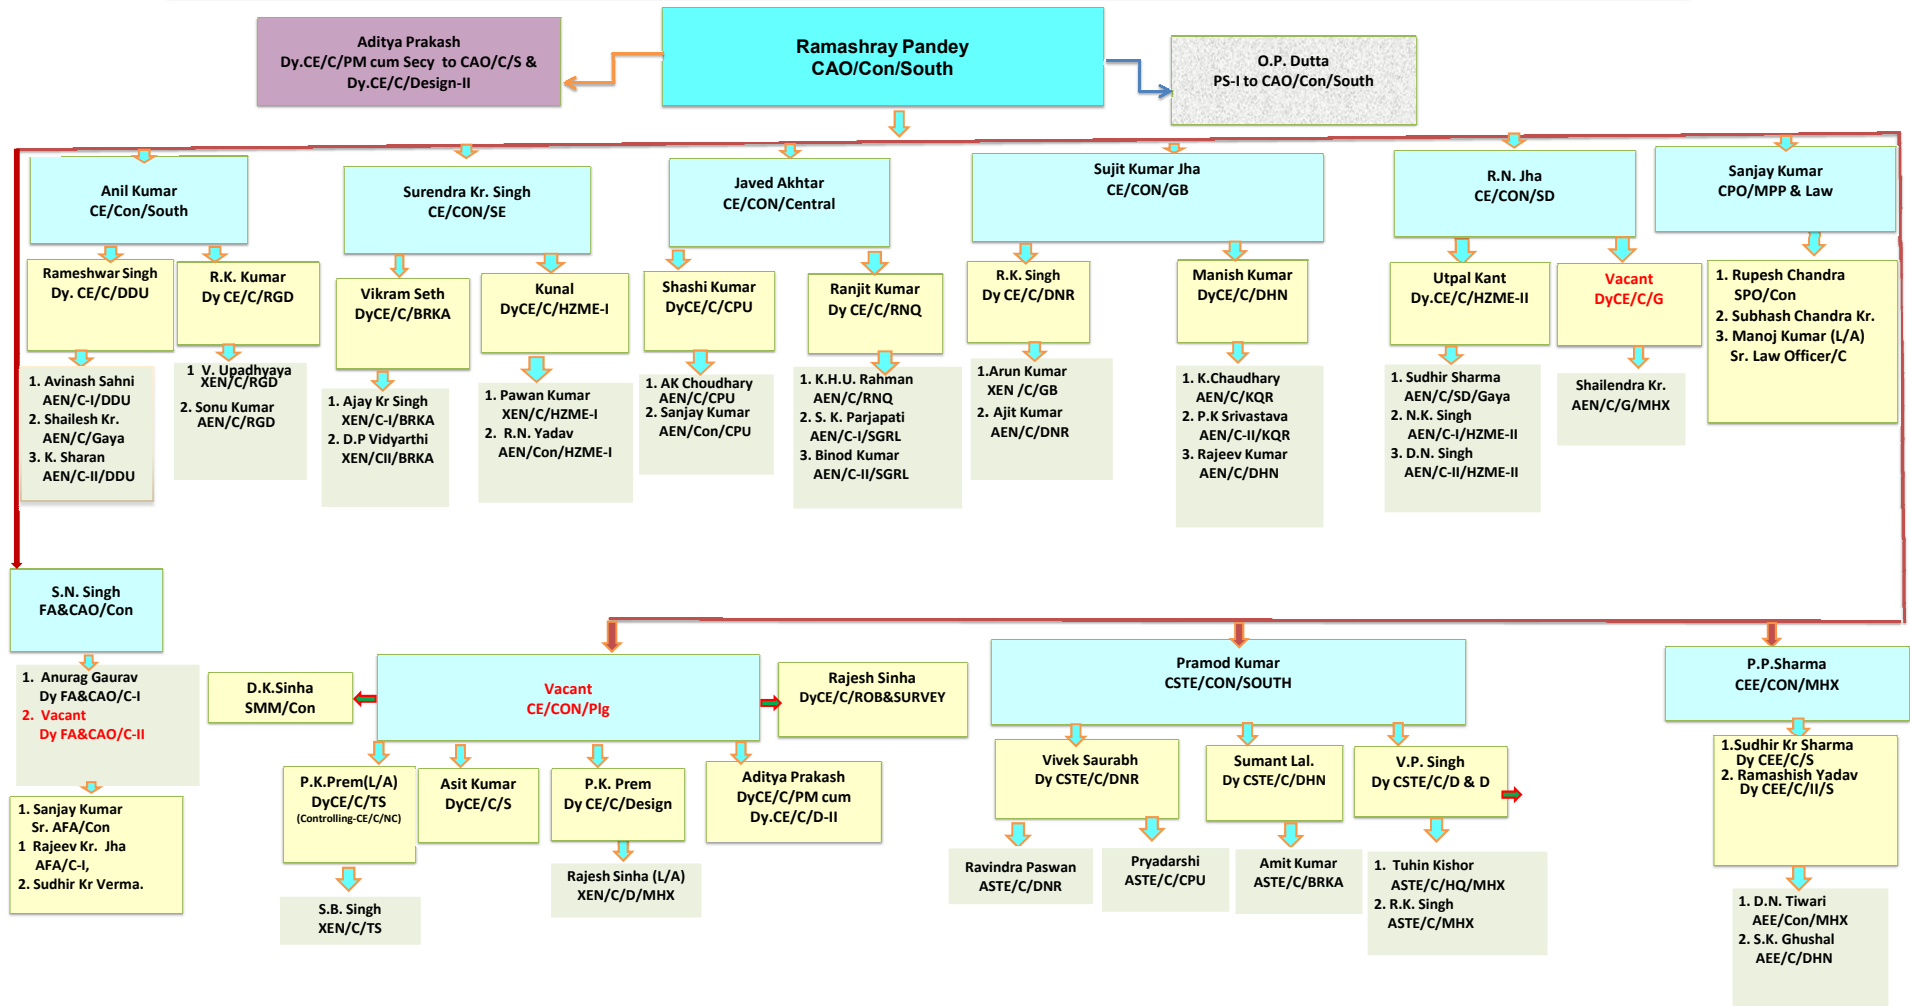 Aditya Prakash
Dy.CE/C/PM cum Secy to CAO/C/S &
Dy.CE/C/Design-II
Ramashray Pandey
CAO/Con/South
O.P. Dutta
PS-I to CAO/Con/South
Anil Kumar
CE/Con/South
Surendra Kr. Singh
CE/CON/SE
Javed Akhtar
CE/CON/Central
Sujit Kumar Jha
CE/CON/GB
R.N. Jha
CE/CON/SD
Sanjay Kumar
CPO/MPP & Law
Rameshwar Singh
Dy. CE/C/DDU
R.K. Kumar
Dy CE/C/RGD
Vikram Seth
DyCE/C/BRKA
Kunal
DyCE/C/HZME-I
Shashi Kumar
DyCE/C/CPU
Ranjit Kumar
Dy CE/C/RNQ
R.K. Singh
Dy CE/C/DNR
Manish Kumar
DyCE/C/DHN
Utpal Kant
Dy.CE/C/HZME-II
Vacant
DyCE/C/G
1. Rupesh Chandra
SPO/Con
2. Subhash Chandra Kr.
3. Manoj Kumar (L/A)
Sr. Law Officer/C
1. Avinash Sahni
AEN/C-I/DDU
2. Shailesh Kr.
AEN/C/Gaya
3. K. Sharan
AEN/C-II/DDU
1 V. Upadhyaya
XEN/C/RGD
2. Sonu Kumar
AEN/C/RGD
1. Ajay Kr Singh
XEN/C-I/BRKA
2. D.P Vidyarthi
XEN/CII/BRKA
1. Pawan Kumar
XEN/C/HZME-I
2. R.N. Yadav
AEN/Con/HZME-I
1. AK Choudhary
AEN/C/CPU
2. Sanjay Kumar
AEN/Con/CPU
1. K.H.U. Rahman
AEN/C/RNQ
2. S. K. Parjapati
AEN/C-I/SGRL
3. Binod Kumar
AEN/C-II/SGRL
1.Arun Kumar
XEN /C/GB
2. Ajit Kumar
AEN/C/DNR
1. K.Chaudhary
AEN/C/KQR
2. P.K Srivastava
AEN/C-II/KQR
3. Rajeev Kumar
AEN/C/DHN
1. Sudhir Sharma
AEN/C/SD/Gaya
2. N.K. Singh
AEN/C-I/HZME-II
3. D.N. Singh
AEN/C-II/HZME-II
Shailendra Kr.
AEN/C/G/MHX
S.N. Singh
FA&CAO/Con
1. Anurag Gaurav
Dy FA&CAO/C-I
2. Vacant
Dy FA&CAO/C-II
1. Sanjay Kumar
Sr. AFA/Con
1 Rajeev Kr. Jha
AFA/C-I,
2. Sudhir Kr Verma.
D.K.Sinha
SMM/Con
Vacant
CE/CON/Plg
Rajesh Sinha
DyCE/C/ROB&SURVEY
P.K.Prem(L/A)
DyCE/C/TS
(Controlling-CE/C/NC)
Asit Kumar
DyCE/C/S
P.K. Prem
Dy CE/C/Design
Aditya Prakash
DyCE/C/PM cum
Dy.CE/C/D-II
S.B. Singh
XEN/C/TS
Rajesh Sinha (L/A)
XEN/C/D/MHX
Pramod Kumar
CSTE/CON/SOUTH
Vivek Saurabh
Dy CSTE/C/DNR
Sumant Lal.
Dy CSTE/C/DHN
V.P. Singh
Dy CSTE/C/D & D
Ravindra Paswan
ASTE/C/DNR
Pryadarshi
ASTE/C/CPU
Amit Kumar
ASTE/C/BRKA
1. Tuhin Kishor
ASTE/C/HQ/MHX
2. R.K. Singh
ASTE/C/MHX
P.P.Sharma
CEE/CON/MHX
1.Sudhir Kr Sharma
Dy CEE/C/S
2. Ramashish Yadav
Dy CEE/C/II/S
1. D.N. Tiwari
AEE/Con/MHX
2. S.K. Ghushal
AEE/C/DHN